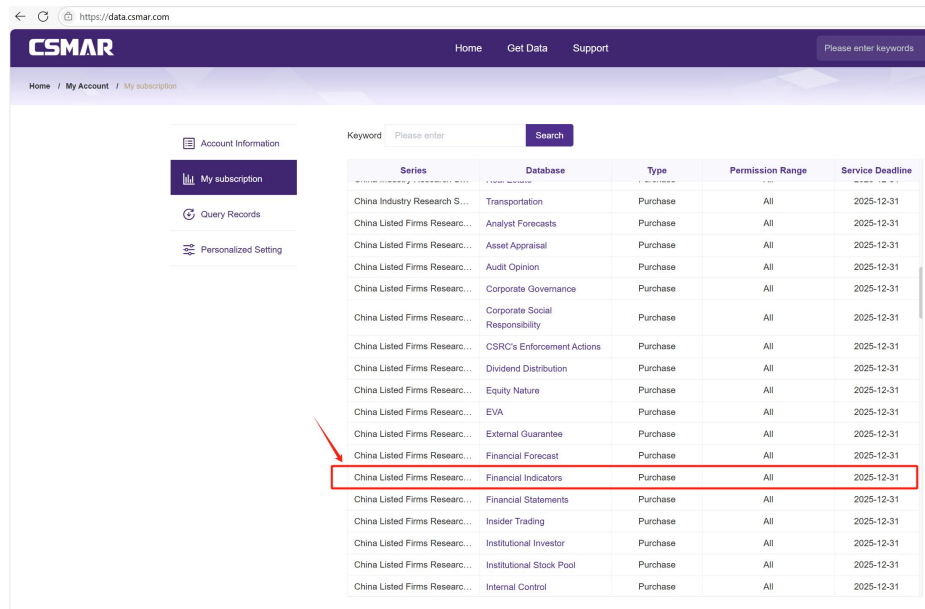 https://data.csmar.com
CSMAR
Home
Get Data
Support
Please enter keywords
Home / My Account / My subscription
Account Information
My subscription
Query Records
Personalized Setting
Keyword Please enter Search
Series Database Type Permission Range Service Deadline
China Industry Research S... Transportation Purchase All 2025-12-31
China Listed Firms Researc... Analyst Forecasts Purchase All 2025-12-31
China Listed Firms Researc... Asset Appraisal Purchase All 2025-12-31
China Listed Firms Researc... Audit Opinion Purchase All 2025-12-31
China Listed Firms Researc... Corporate Governance Purchase All 2025-12-31
China Listed Firms Researc... Corporate Social Responsibility Purchase All 2025-12-31
China Listed Firms Researc... CSRC's Enforcement Actions Purchase All 2025-12-31
China Listed Firms Researc... Dividend Distribution Purchase All 2025-12-31
China Listed Firms Researc... Equity Nature Purchase All 2025-12-31
China Listed Firms Researc... EVA Purchase All 2025-12-31
China Listed Firms Researc... External Guarantee Purchase All 2025-12-31
China Listed Firms Researc... Financial Forecast Purchase All 2025-12-31
China Listed Firms Researc... Financial Indicators Purchase All 2025-12-31
China Listed Firms Researc... Financial Statements Purchase All 2025-12-31
China Listed Firms Researc... Insider Trading Purchase All 2025-12-31
China Listed Firms Researc... Institutional Investor Purchase All 2025-12-31
China Listed Firms Researc... Institutional Stock Pool Purchase All 2025-12-31
China Listed Firms Researc... Internal Control Purchase All 2025-12-31